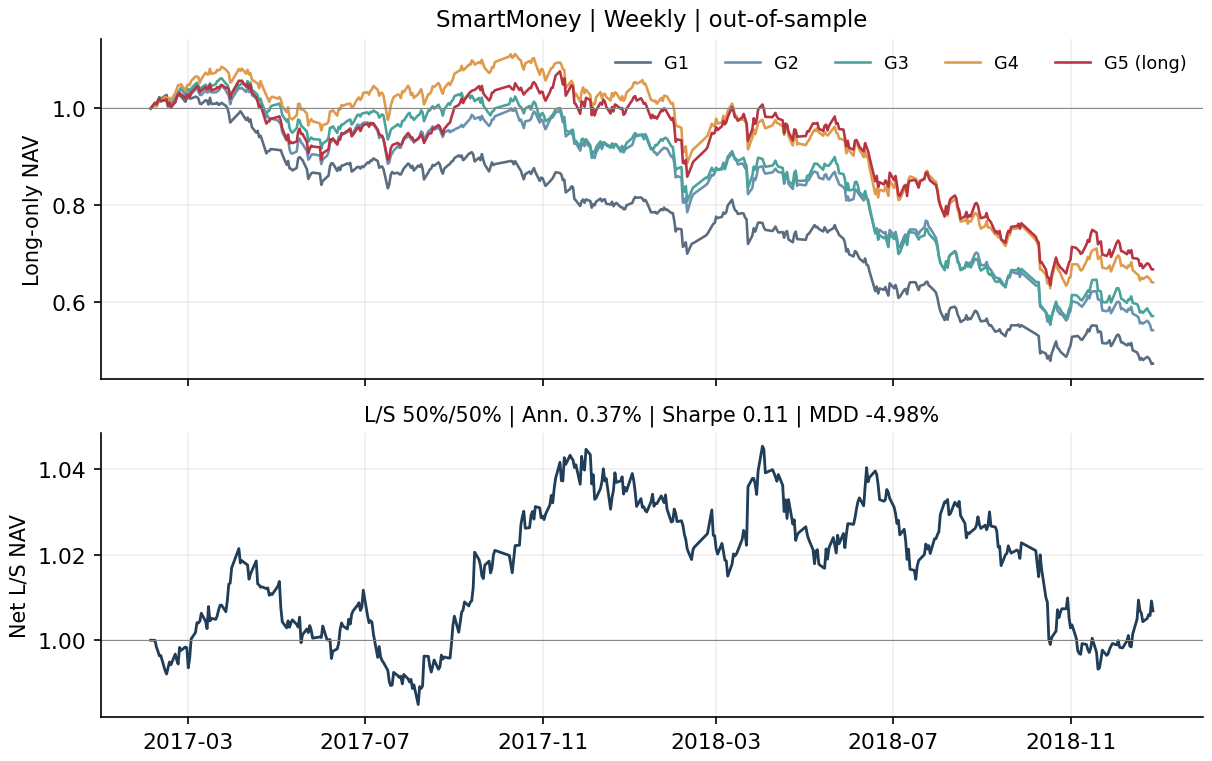 SmartMoney | Weekly | out-of-sample
G1 G2 G3 G4 G5 (long)
Long-only NAV
1.0
0.8
0.6
L/S 50%/50% | Ann. 0.37% | Sharpe 0.11 | MDD -4.98%
Net L/S NAV
1.04
1.02
1.00
2017-03 2017-07 2017-11 2018-03 2018-07 2018-11